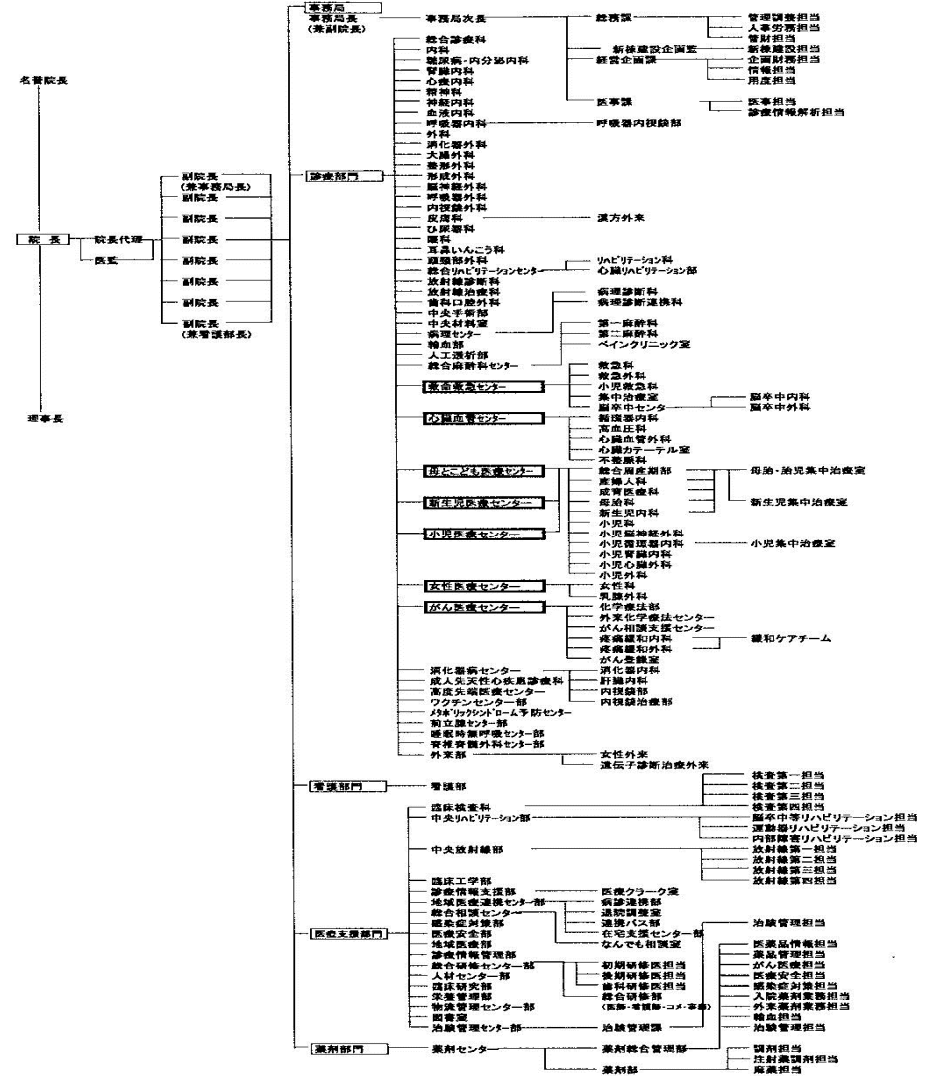 事務局
事務局長
(兼副院長)
事務局次長
総務課
管理調整担当
人事労務担当
管財担当
新棟建設企画監
新棟建設担当
経営企画課
企画財務担当
情報担当
用度担当
医事課
医事担当
診療情報解析担当
名誉院長
院 長
院長代理
医監
理事長
副院長
(兼事務局長)
副院長
副院長
副院長
副院長
副院長
副院長
副院長
(兼看護部長)
診療部門
総合診療科
内科
糖尿病・内分泌内科
腎臓内科
心療内科
精神科
神経内科
血液内科
呼吸器内科
呼吸器内視鏡部
外科
消化器外科
大腸外科
整形外科
形成外科
脳神経外科
呼吸器外科
内視鏡外科
皮膚科
漢方外来
ひ尿器科
眼科
耳鼻いんこう科
頭頸部外科
総合リハビリテーションセンター
リハビリテーション科
心臓リハビリテーション部
放射線診断科
放射線治療科
歯科口腔外科
中央手術部
中央材料室
病理センター
病理診断科
病理診断連携科
輸血部
人工透析部
総合麻酔科センター
第一麻酔科
第二麻酔科
ペインクリニック室
救命救急センター
救急科
救急外科
小児救急科
集中治療室
脳卒中センター
脳卒中内科
脳卒中外科
心臓血管センター
循環器内科
高血圧科
心臓血管外科
心臓カテーテル室
不整脈科
母とこども医療センター
新生児医療センター
小児医療センター
総合周産期部
産婦人科
成育医療科
母胎科
新生児内科
小児科
小児脳神経外科
小児循環器内科
小児腎臓内科
小児心臓外科
小児外科
母胎・胎児集中治療室
新生児集中治療室
小児集中治療室
女性医療センター
女性科
乳腺外科
がん医療センター
化学療法部
外来化学療法センター
がん相談支援センター
疼痛緩和内科
疼痛緩和外科
がん登録室
緩和ケアチーム
消化器病センター
消化器内科
肝臓内科
内視鏡部
内視鏡治療部
成人先天性心疾患診療科
高度先端医療センター
ワクチンセンター部
メタボリックシンドローム予防センター
前立腺センター部
睡眠時無呼吸センター部
脊椎脊髄外科センター部
外来部
女性外来
遺伝子診断治療外来
看護部門
看護部
医療支援部門
臨床検査科
検査第一担当
検査第二担当
検査第三担当
検査第四担当
中央リハビリテーション部
脳卒中等リハビリテーション担当
運動器リハビリテーション担当
内部障害リハビリテーション担当
中央放射線部
放射線第一担当
放射線第二担当
放射線第三担当
放射線第四担当
臨床工学部
診療情報支援部
医療クラーク室
地域医療連携センター部
病診連携部
退院調整室
連携パス部
在宅支援センター部
総合相談センター
なんでも相談室
感染症対策部
医療安全部
地域医療部
診療情報管理部
総合研修センター部
初期研修医担当
後期研修医担当
歯科研修医担当
総合研修部
(医師・看護師・コメ・事務)
人材センター部
臨床研究部
栄養管理部
物流管理センター部
図書室
治験管理センター部
治験管理課
治験管理担当
薬剤部門
薬剤センター
薬剤総合管理部
医薬品情報担当
薬品管理担当
がん医療担当
医療安全担当
感染症対策担当
入院薬剤業務担当
外来薬剤業務担当
輸血担当
治験管理担当
薬剤部
調剤担当
注射薬調剤担当
麻薬担当